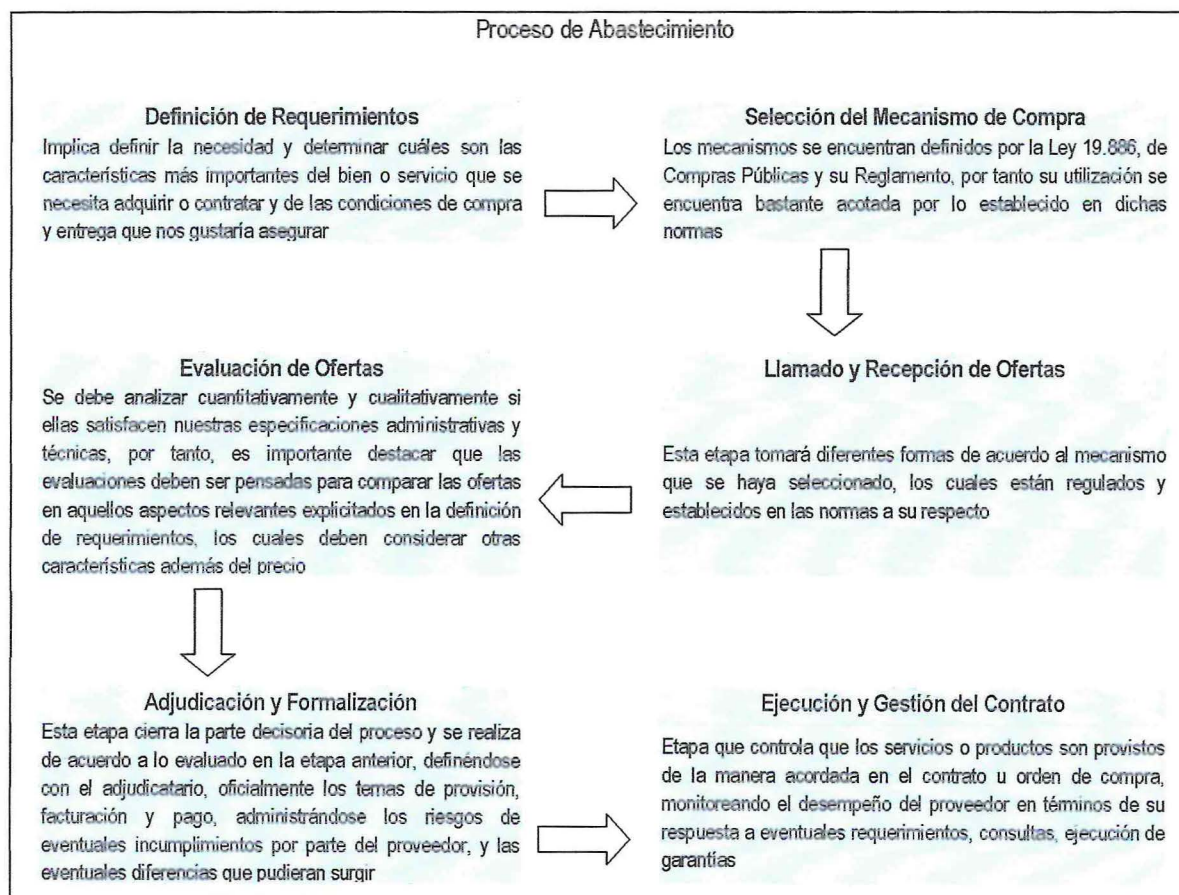 Proceso de Abastecimiento
Definición de Requerimientos
Implica definir la necesidad y determinar cuáles son las
características más importantes del bien o servicio que se
necesita adquirir o contratar y de las condiciones de compra
y entrega que nos gustaría asegurar
Selección del Mecanismo de Compra
Los mecanismos se encuentran definidos por la Ley 19.886, de
Compras Públicas y su Reglamento, por tanto su utilización se
encuentra bastante acotada por lo establecido en dichas
normas
Llamado y Recepción de Ofertas
Esta etapa tomará diferentes formas de acuerdo al mecanismo
que se haya seleccionado, los cuales están regulados y
establecidos en las normas a su respecto
Evaluación de Ofertas
Se debe analizar cuantitativamente y cualitativamente si
ellas satisfacen nuestras especificaciones administrativas y
técnicas, por tanto, es importante destacar que las
evaluaciones deben ser pensadas para comparar las ofertas
en aquellos aspectos relevantes explicitados en la definición
de requerimientos, los cuales deben considerar otras
características además del precio
Adjudicación y Formalización
Esta etapa cierra la parte decisoria del proceso y se realiza
de acuerdo a lo evaluado en la etapa anterior, definéndose
con el adjudicatario, oficialmente los temas de provisión,
facturación y pago, administrándose los riesgos de
eventuales incumplimientos por parte del proveedor, y las
eventuales diferencias que pudieran surgir
Ejecución y Gestión del Contrato
Etapa que controla que los servicios o productos son provistos
de la manera acordada en el contrato u orden de compra,
monitoreando el desempeño del proveedor en términos de su
respuesta a eventuales requerimientos, consultas, ejecución de
garantías